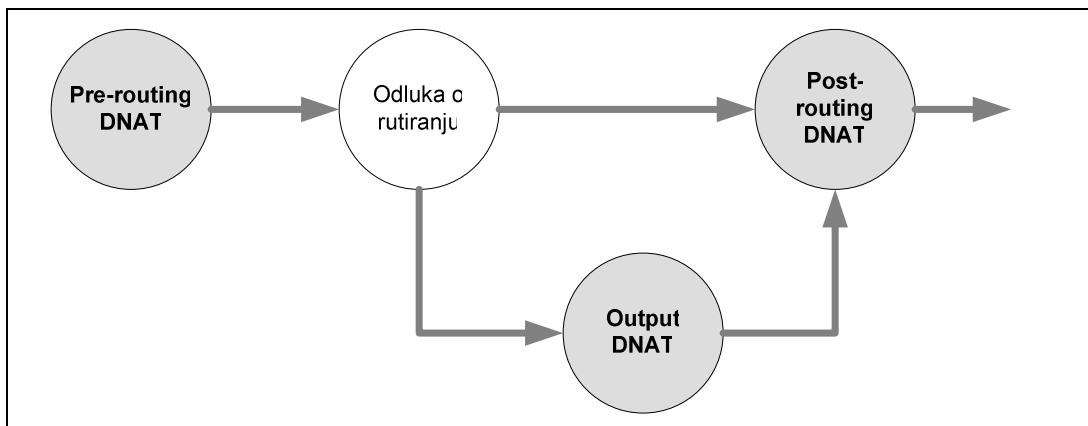 Pre-routing
DNAT
Odluka o
rutiranju
Post-
routing
DNAT
Output
DNAT